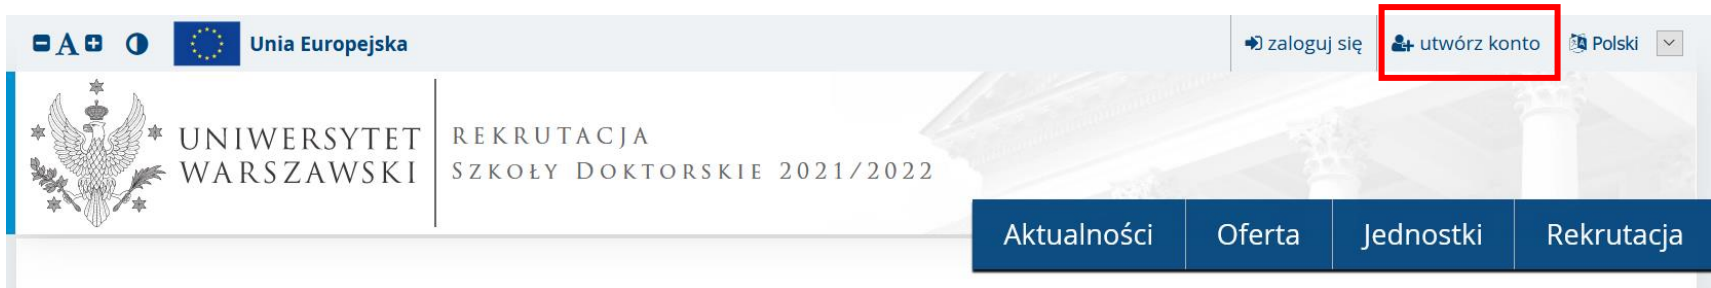 A Unia Europejska zaloguj się utwórz konto Polski
UNIWERSYTET
WARSZAWSKI
REKRUTACJA
SZKOŁY DOKTORSKIE 2021/2022
Aktualności Oferta Jednostki Rekrutacja